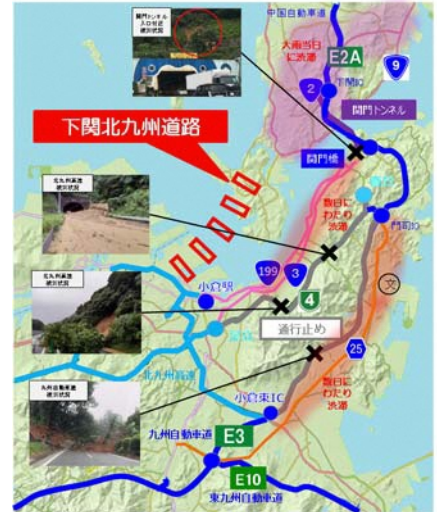 中国自動車道
関門トンネル
入口付近
被災状況
大雨当日
に渋滞
E2A
9
2
下関IC
関門トンネル
下関北九州道路
関門橋
北九州高速
被災状況
数日に
わたり
渋滞
門司IC
199
3
小倉駅
4
文
北九州高速
被災状況
通行止め
25
北九州高速
小倉東IC
九州自動車道
被災状況
数日に
わたり
渋滞
九州自動車道
E3
E10
東九州自動車道